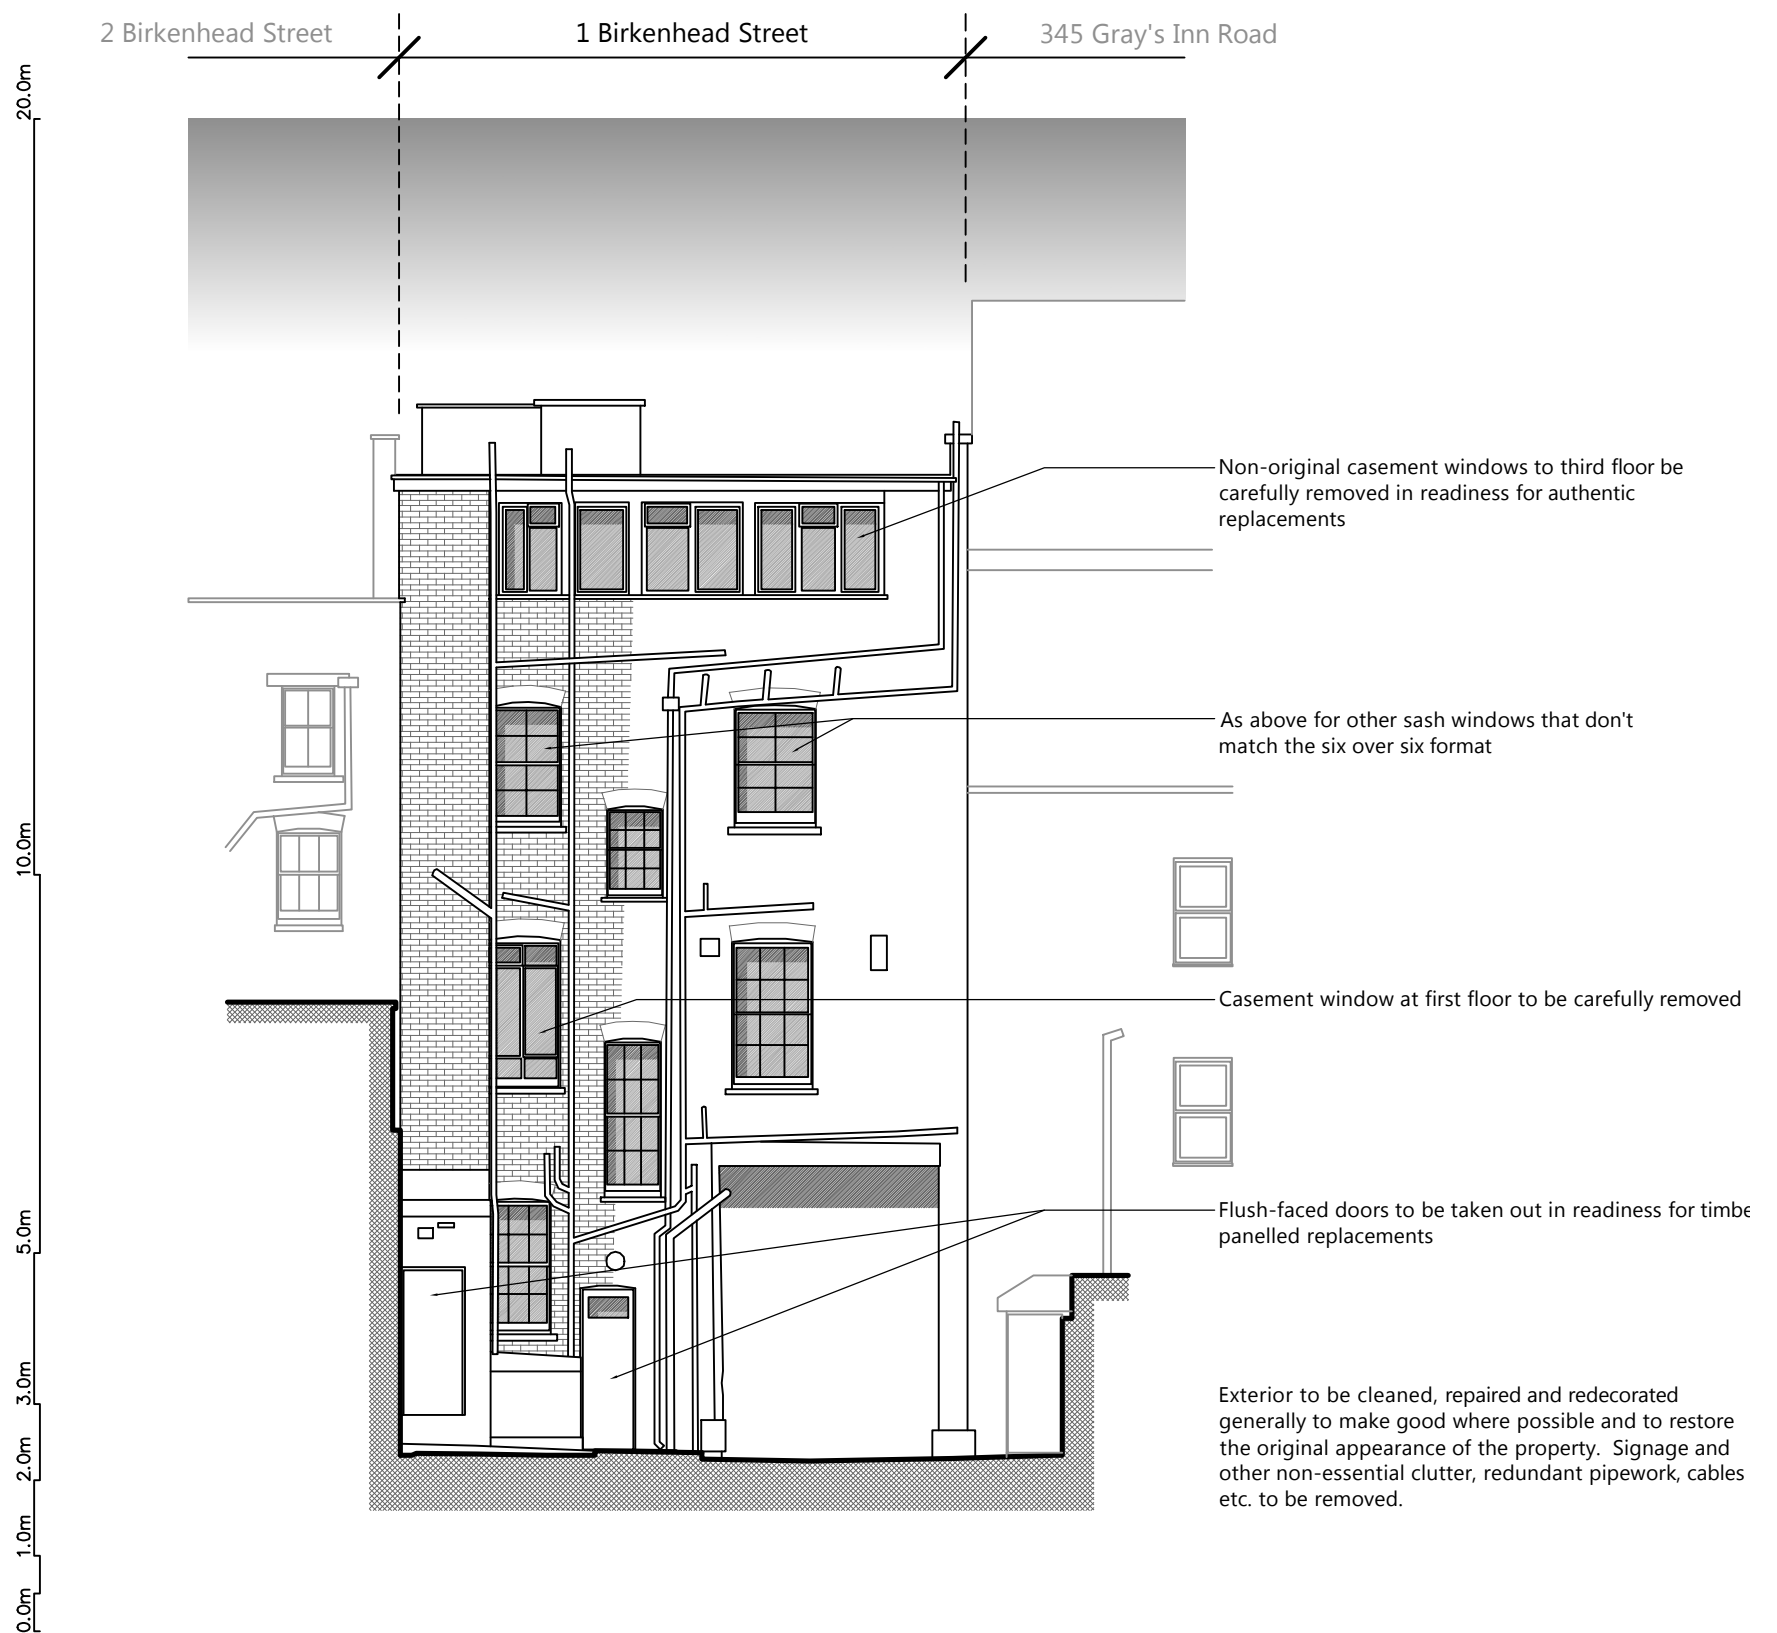 2 Birkenhead Street
1 Birkenhead Street
345 Gray's Inn Road
20.0m
10.0m
5.0m
3.0m
2.0m
1.0m
0.0m
Non-original casement windows to third floor be
carefully removed in readiness for authentic
replacements
As above for other sash windows that don't
match the six over six format
Casement window at first floor to be carefully removed
Flush-faced doors to be taken out in readiness for timbe
panelled replacements
Exterior to be cleaned, repaired and redecorated
generally to make good where possible and to restore
the original appearance of the property.  Signage and
other non-essential clutter, redundant pipework, cables
etc. to be removed.